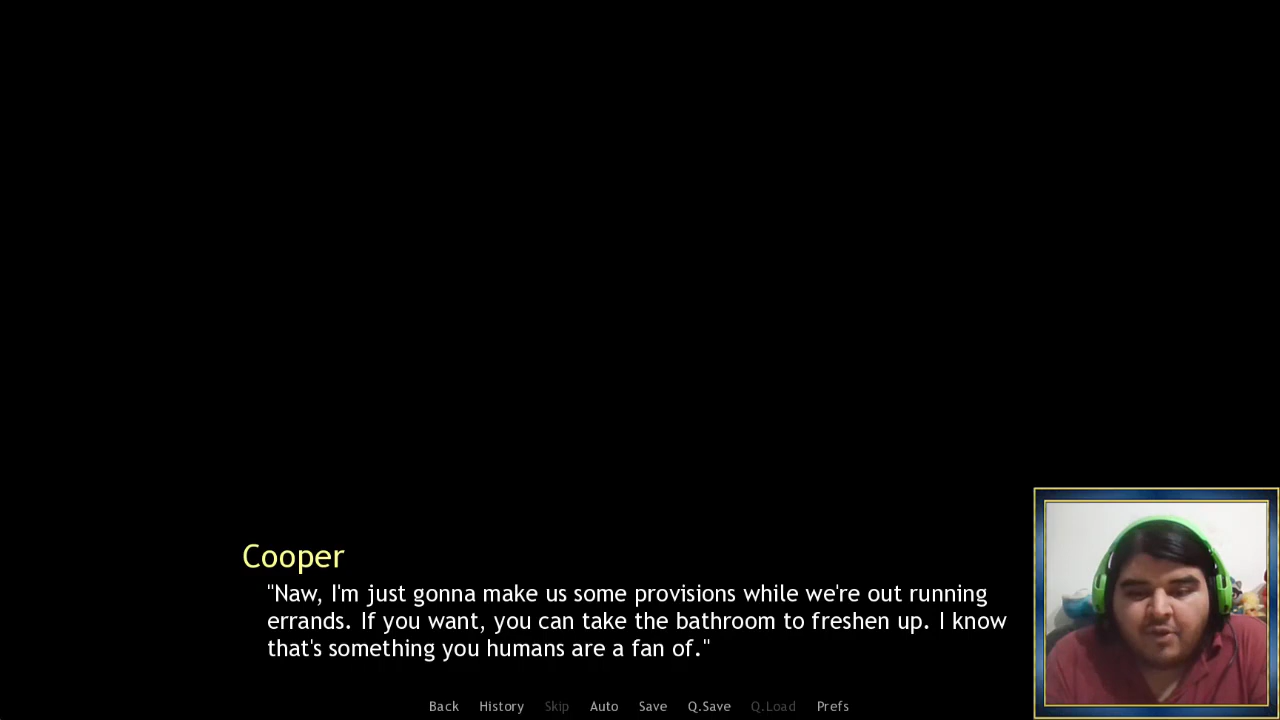 Cooper
"Naw, I'm just gonna make us some provisions while we're out running
errands. If you want, you can take the bathroom to freshen up. I know
that's something you humans are a fan of."
Back History Skip Auto Save Q.Save Q.Load Prefs